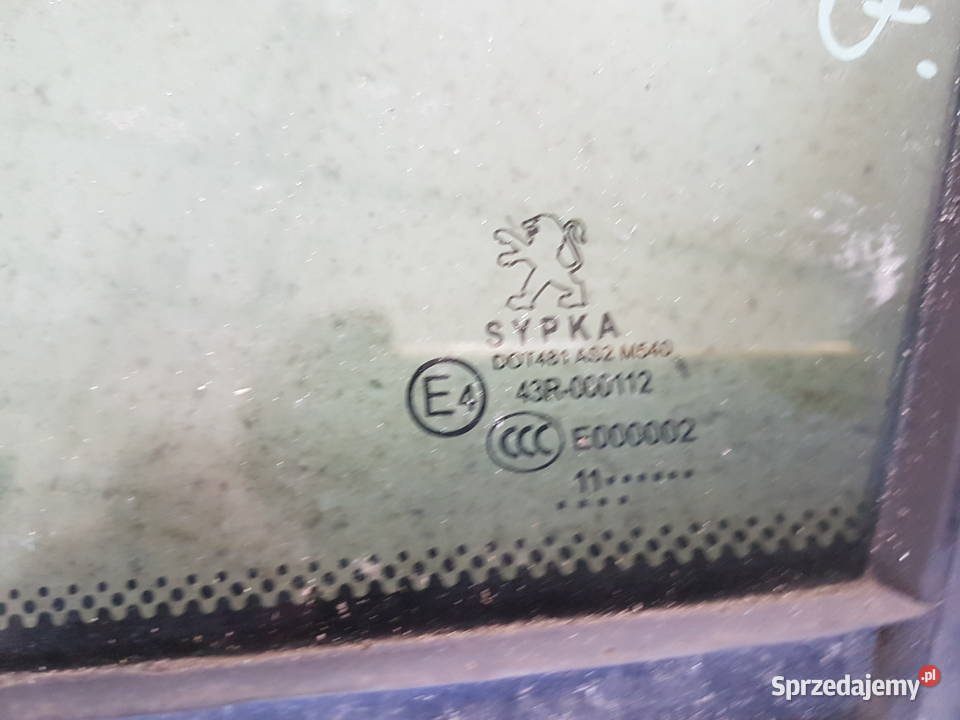 SYPKA
DOT481 AS2 M540
E4 43R-000112
CCC E000002
11
Sprzedajemy.pl